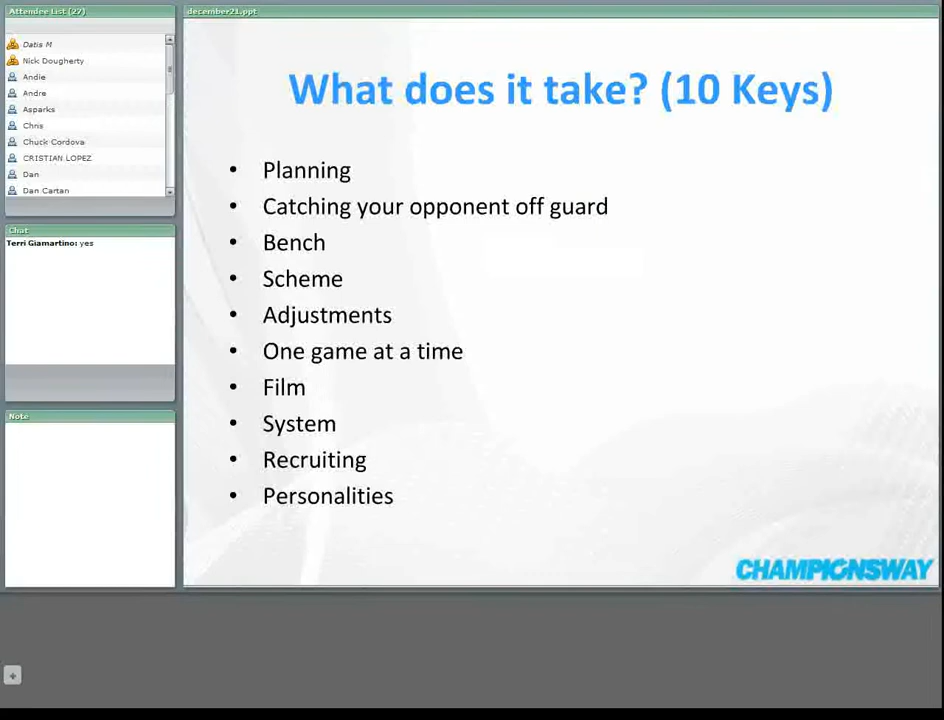 Attendee List (27)
Datis M
Nick Dougherty
Andie
Andre
Asparks
Chris
Chuck Cordova
CRISTIAN LOPEZ
Dan
Dan Cartan
Chat
Terri Giamartino: yes
Note
december21.ppt
What does it take? (10 Keys)
• Planning
• Catching your opponent off guard
• Bench
• Scheme
• Adjustments
• One game at a time
• Film
• System
• Recruiting
• Personalities
CHAMPIONSWAY